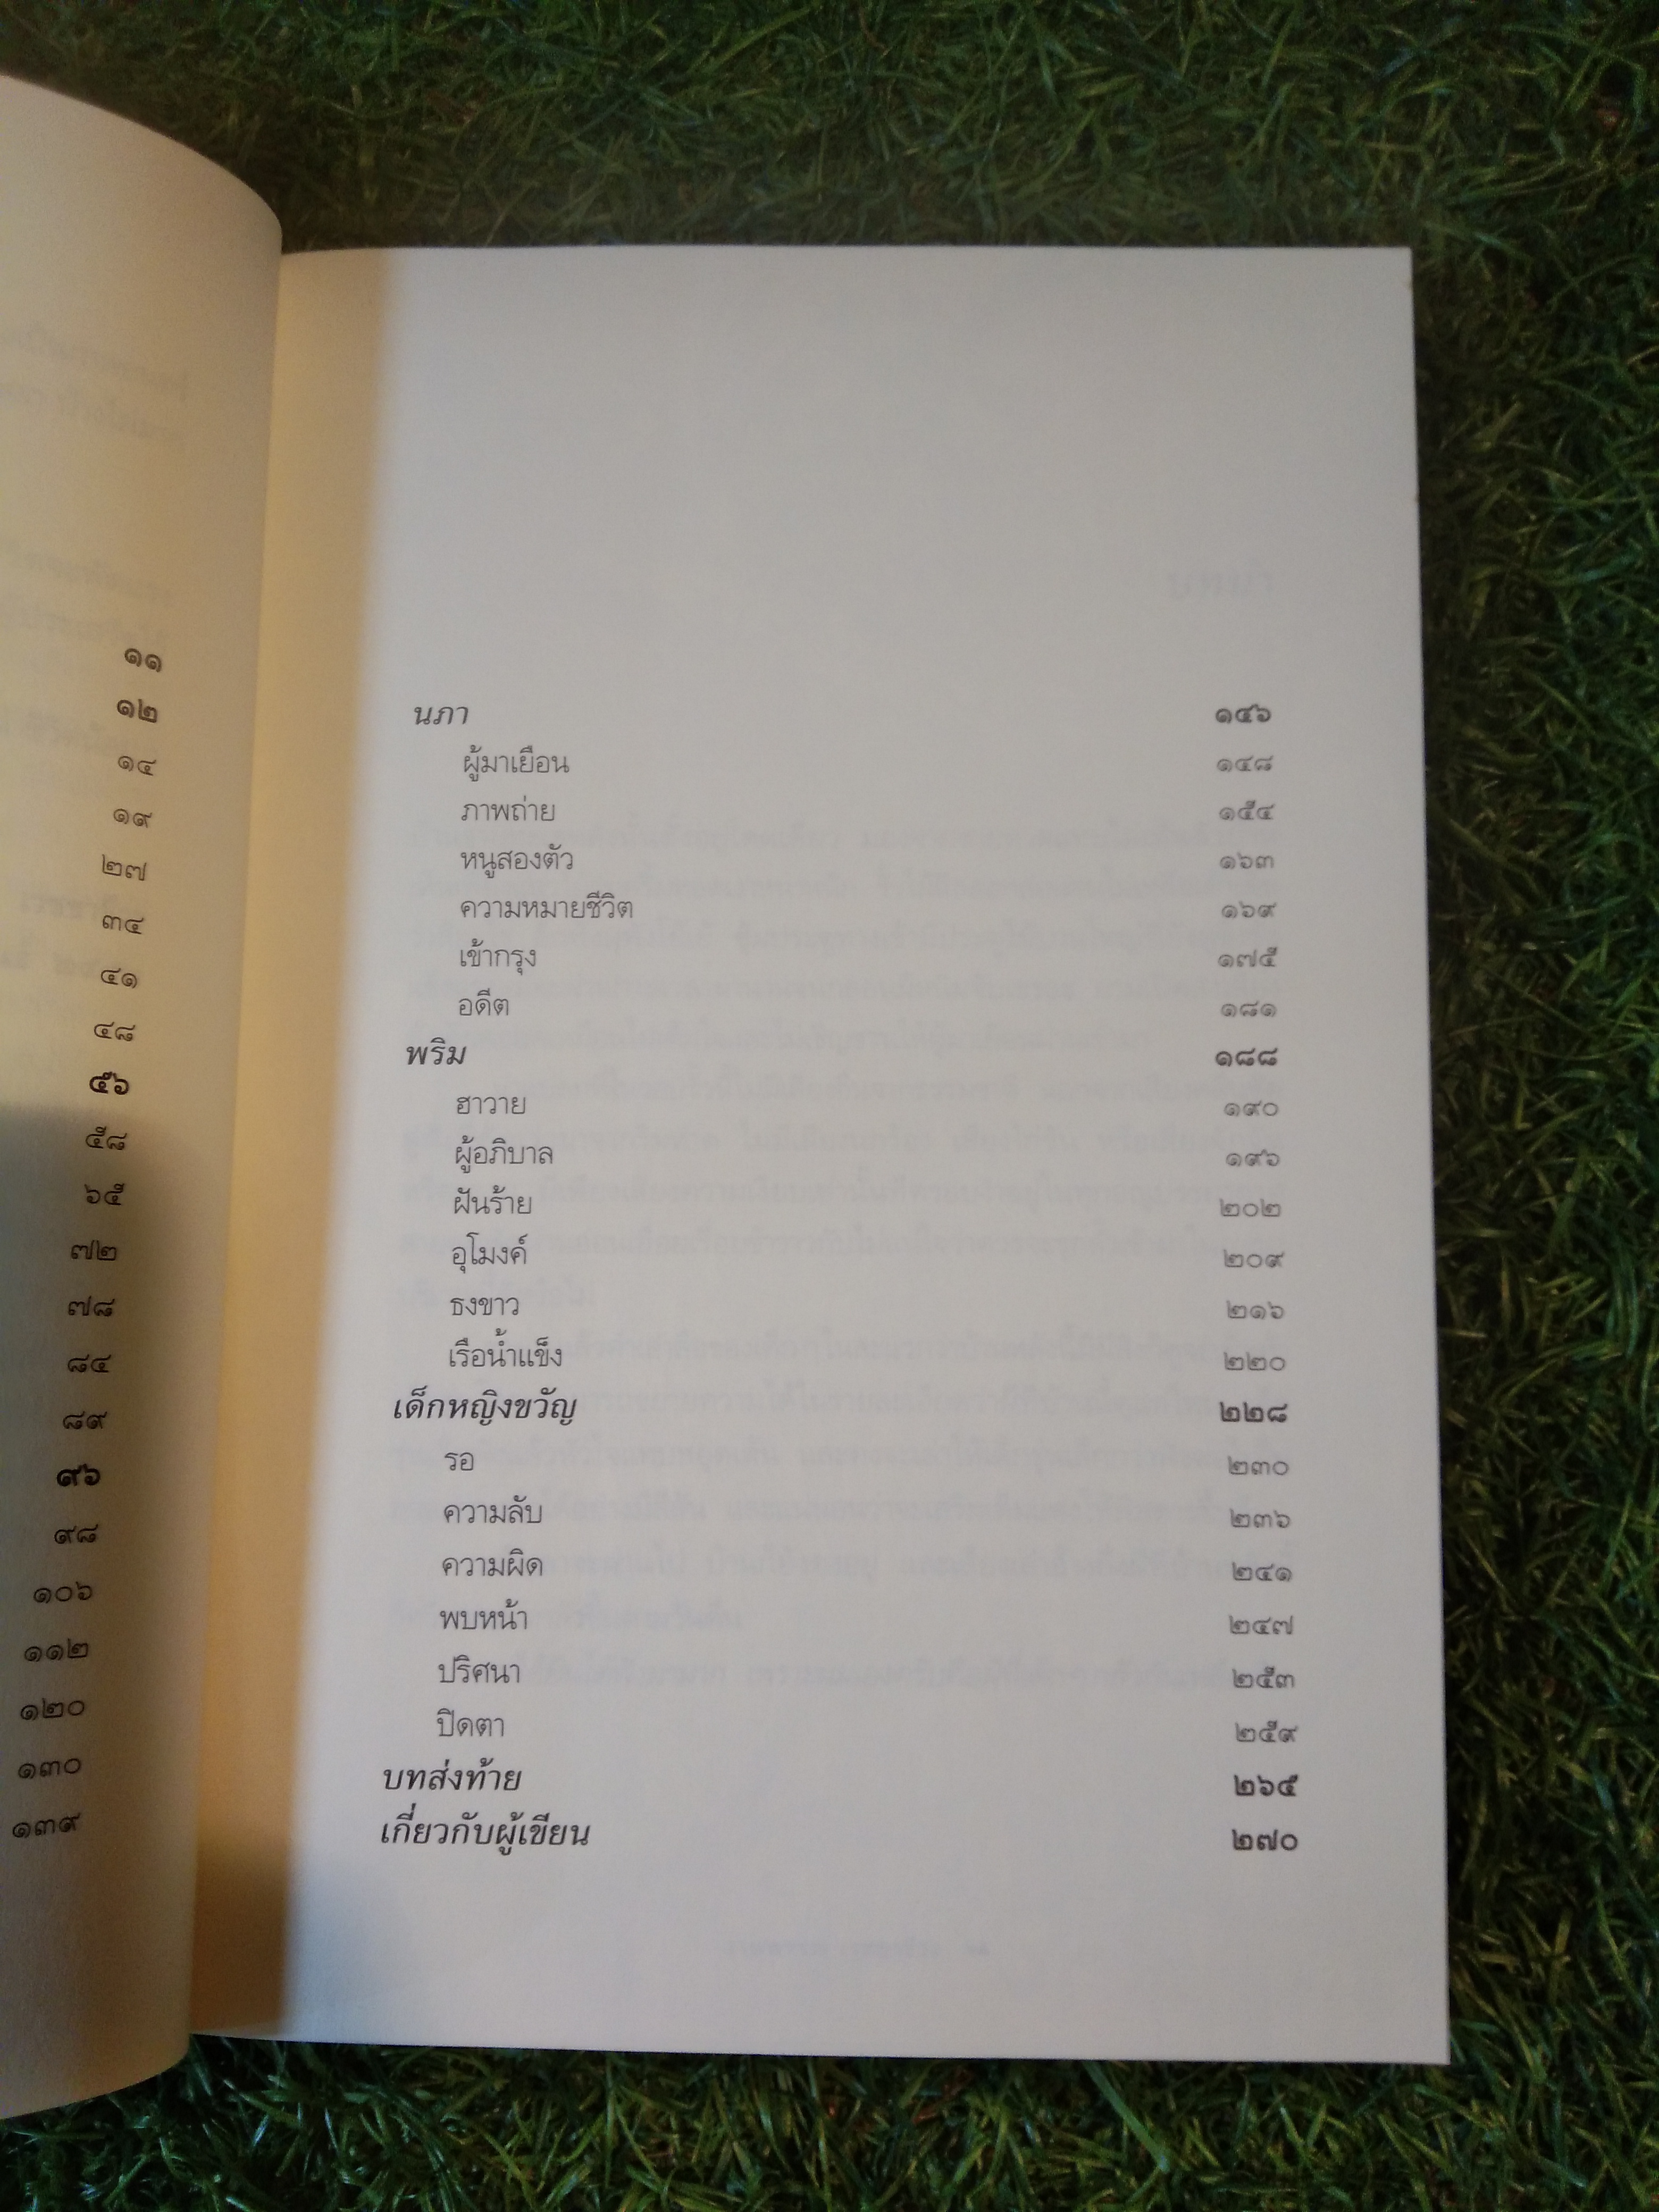 ๑๑
๑๒
๑๔
๑๙
๒๗
๓๔
๔๑
๔๘
๕๖
๕๘
๖๕
๗๒
๗๘
๘๔
๘๙
๙๖
๙๘
๑๐๖
๑๑๒
๑๒๐
๑๓๐
๑๓๙
นภา ๑๔๖
ผู้มาเยือน ๑๔๘
ภาพถ่าย ๑๕๔
หนูสองตัว ๑๖๓
ความหมายชีวิต ๑๖๙
เข้ากรุง ๑๗๕
อดีต ๑๘๑
พริม ๑๘๘
ฮาวาย ๑๙๐
ผู้อภิบาล ๑๙๖
ฝันร้าย ๒๐๒
อุโมงค์ ๒๐๙
ธงขาว ๒๑๖
เรือน้ำแข็ง ๒๒๐
เด็กหญิงขวัญ ๒๒๘
รอ ๒๓๐
ความลับ ๒๓๖
ความผิด ๒๔๑
พบหน้า ๒๔๗
ปริศนา ๒๕๓
ปิดตา ๒๕๙
บทส่งท้าย ๒๖๕
เกี่ยวกับผู้เขียน ๒๗๐